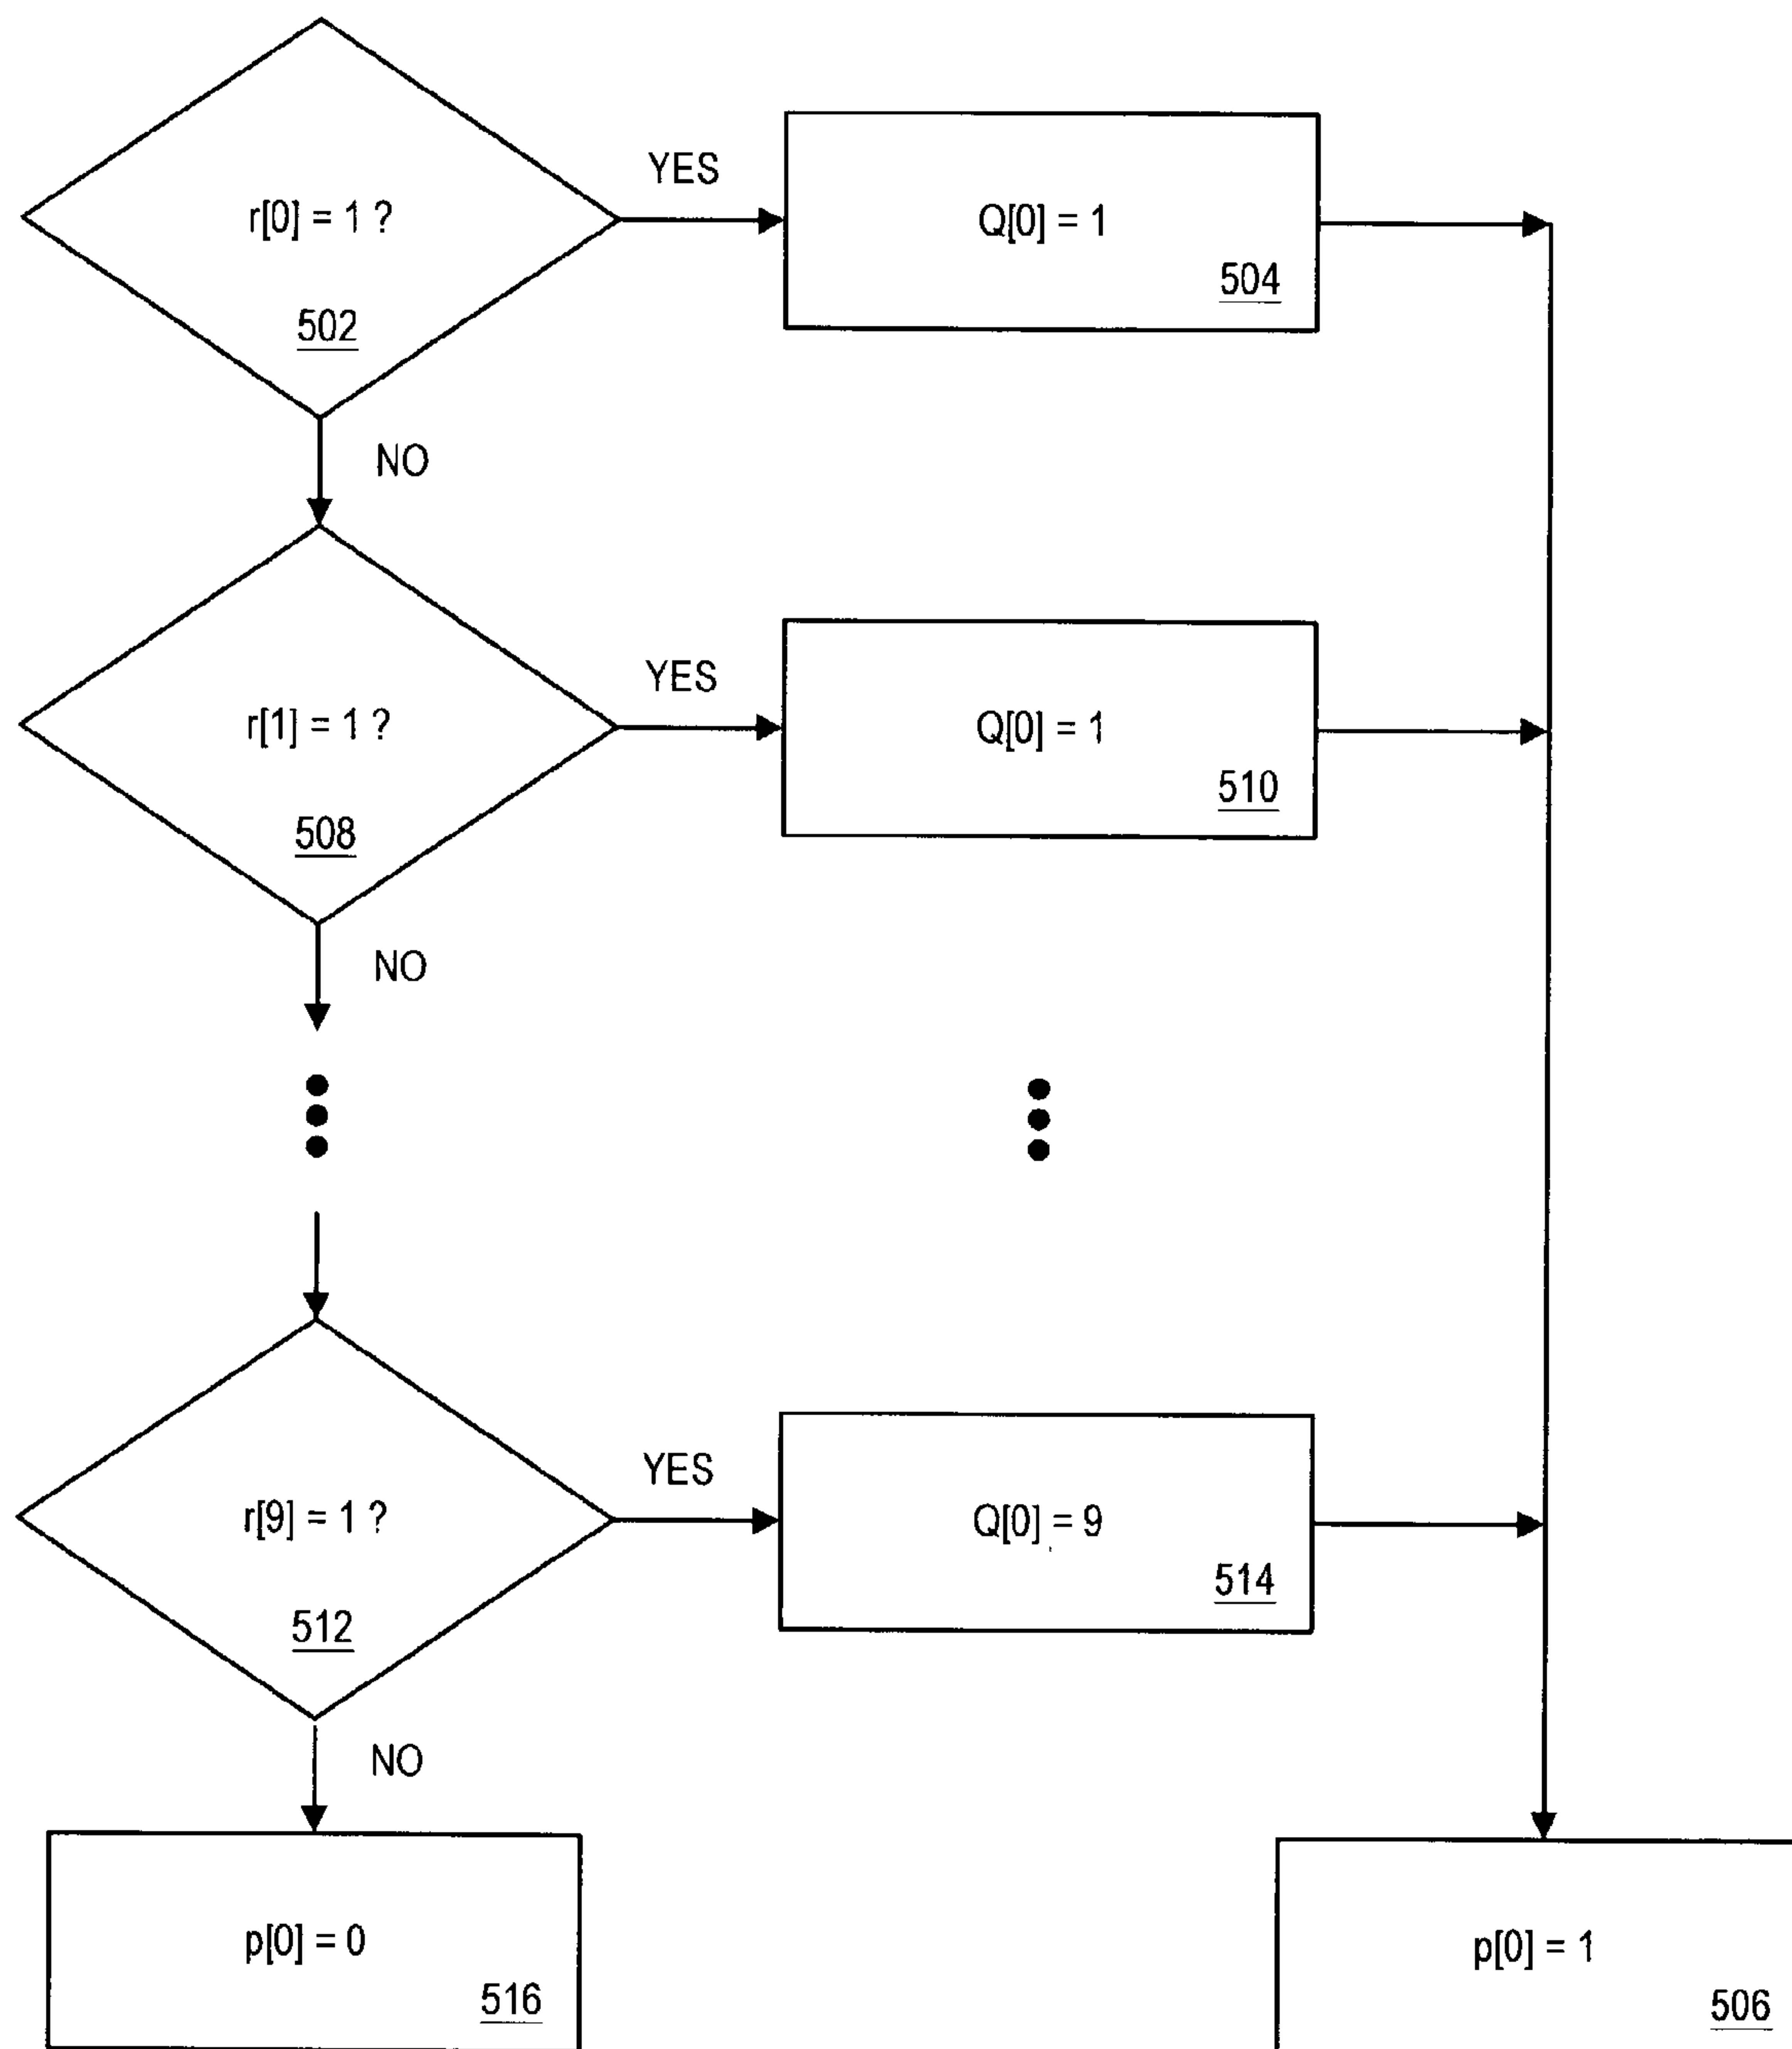 r[0] = 1 ?
502
YES
Q[0] = 1
504
NO
r[1] = 1 ?
508
YES
Q[0] = 1
510
NO
r[9] = 1 ?
512
YES
Q[0] = 9
514
NO
p[0] = 0
516
p[0] = 1
506